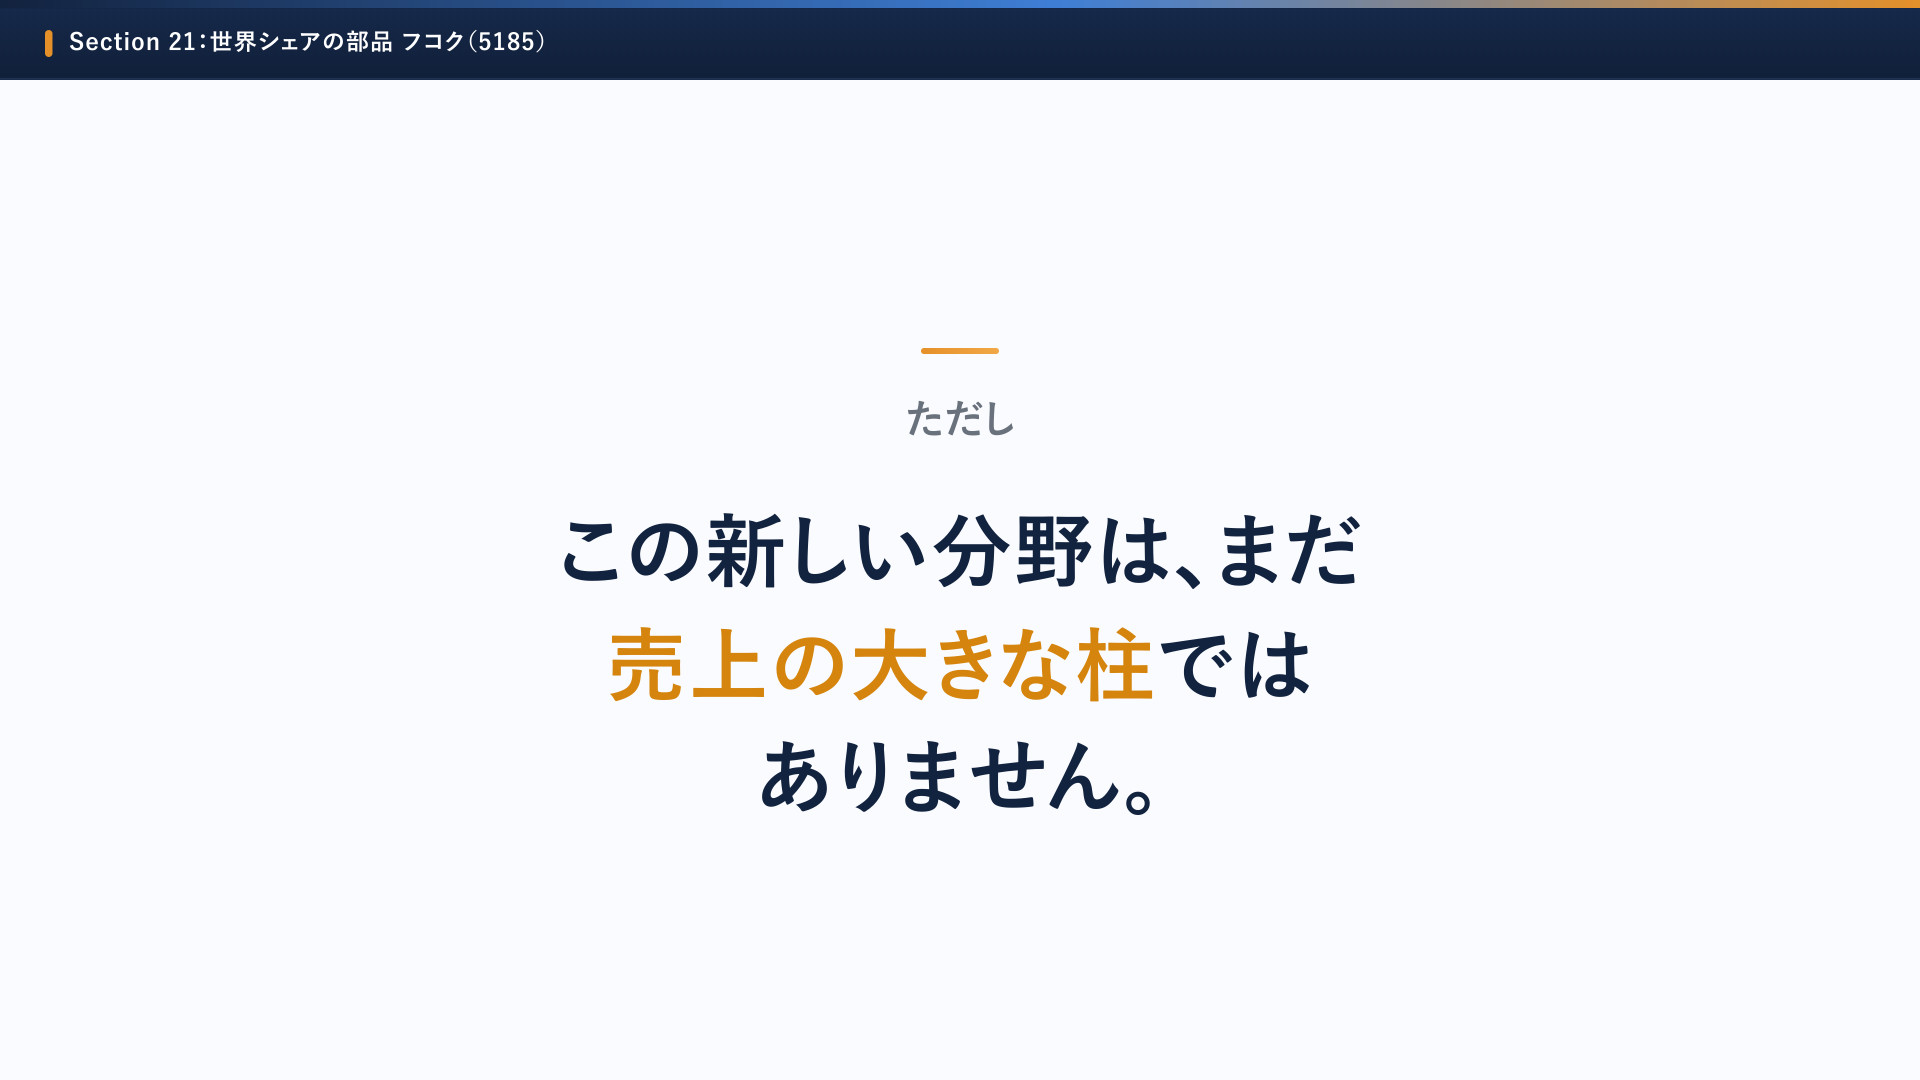 Section 21：世界シェアの部品 フコク（5185）
ただし
この新しい分野は、まだ
売上の大きな柱では
ありません。